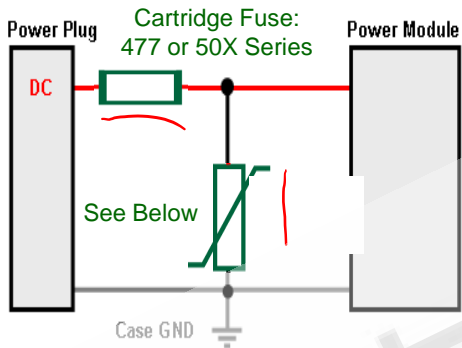 Cartridge Fuse:
477 or 50X Series
Power Plug
Power Module
DC
See Below
Case GND